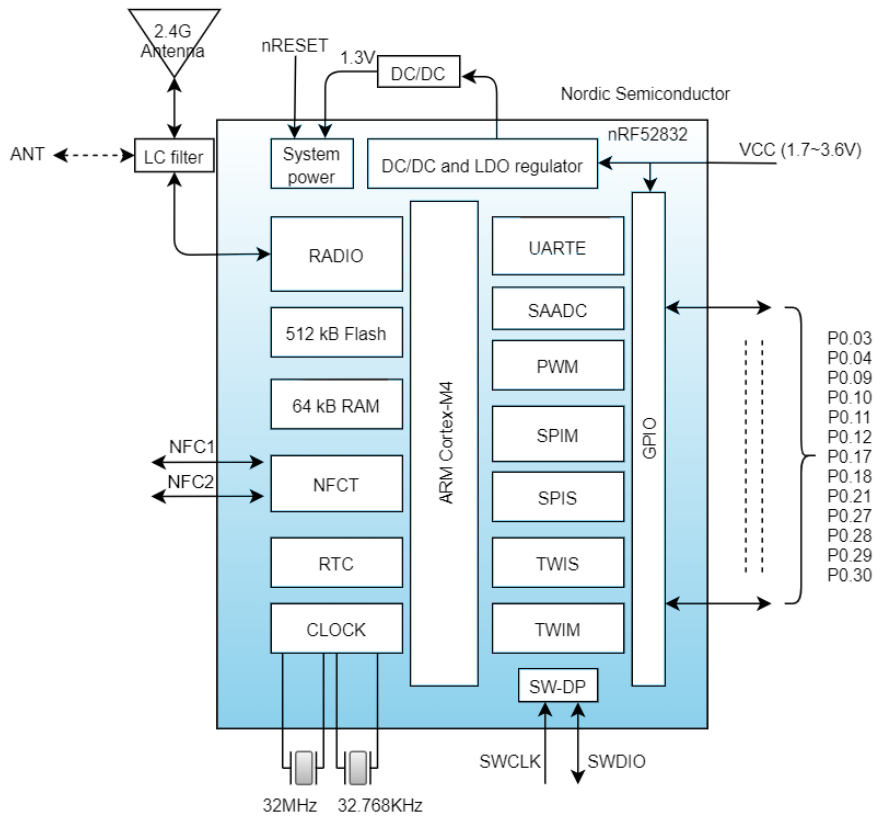 2.4G
Antenna
nRESET
1.3V
DC/DC
Nordic Semiconductor
nRF52832
ANT
LC filter
System
power
DC/DC and LDO regulator
VCC (1.7~3.6V)
RADIO
UARTE
512 kB Flash
SAADC
PWM
64 kB RAM
SPIM
ARM Cortex-M4
GPIO
NFC1
NFC2
NFCT
SPIS
RTC
TWIS
CLOCK
TWIM
SW-DP
P0.03
P0.04
P0.09
P0.10
P0.11
P0.12
P0.17
P0.18
P0.21
P0.27
P0.28
P0.29
P0.30
SWCLK
SWDIO
32MHz
32.768KHz